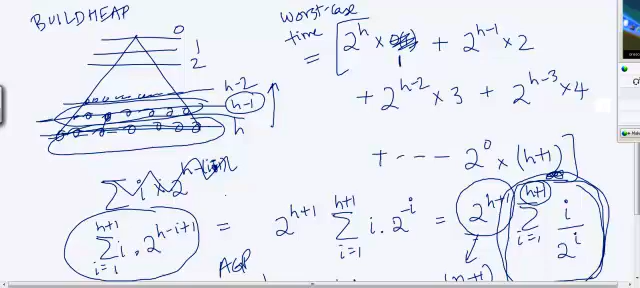 BUILDHEAP
0
1
2
h-2
h-1
h
worst-case
time = [ 2^h × 1 + 2^{h-1} × 2
+ 2^{h-2} × 3 + 2^{h-3} × 4
+ --- - 2^0 × (h+1) ]
∑_{i=1}^{h+1} i · 2^{h-i+1} = 2^{h+1} ∑_{i=1}^{h+1} i · 2^{-i} = 2^{h+1} ∑_{i=1}^{h+1} i/2^i
AGP
(n+1)